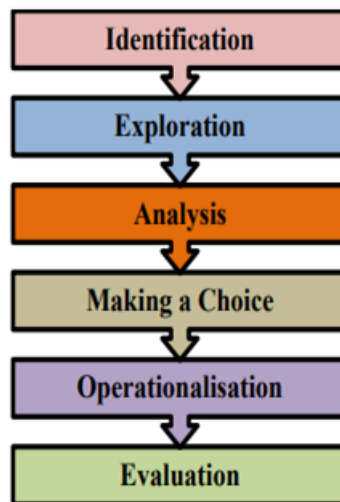 Identification
Exploration
Analysis
Making a Choice
Operationalisation
Evaluation